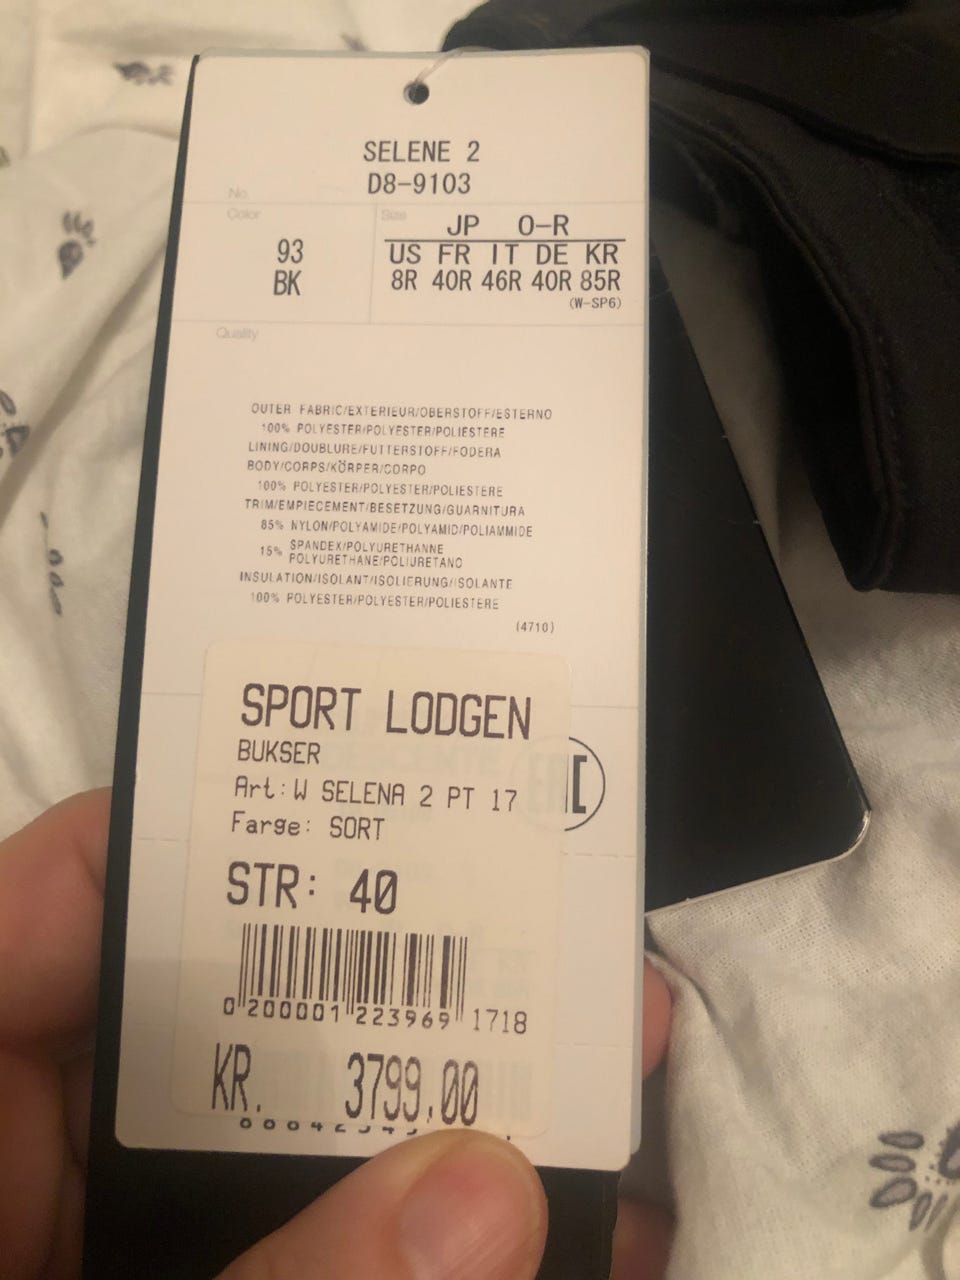 SELENE 2
D8-9103
No.
Color
93
BK
Size
JP O-R
US FR IT DE KR
8R 40R 46R 40R 85R
(W-SP6)
Quality
OUTER FABRIC/EXTERIEUR/OBERSTOFF/ESTERNO
100% POLYESTER/POLYESTER/POLIESTERE
LINING/DOUBLURE/FUTTERSTOFF/FODERA
BODY/CORPS/KÖRPER/CORPO
100% POLYESTER/POLYESTER/POLIESTERE
TRIM/EMPIECEMENT/BESETZUNG/GUARNITURA
85% NYLON/POLYAMIDE/POLYAMID/POLIAMMIDE
15% SPANDEX/POLYURETHANNE
POLYURETHANE/POLIURETANO
INSULATION/ISOLANT/ISOLIERUNG/ISOLANTE
100% POLYESTER/POLYESTER/POLIESTERE
(4710)
SPORT LODGEN
BUKSER
Art: W SELENA 2 PT 17
Farge: SORT
STR: 40
0 200001 223969 1718
KR. 3799.00